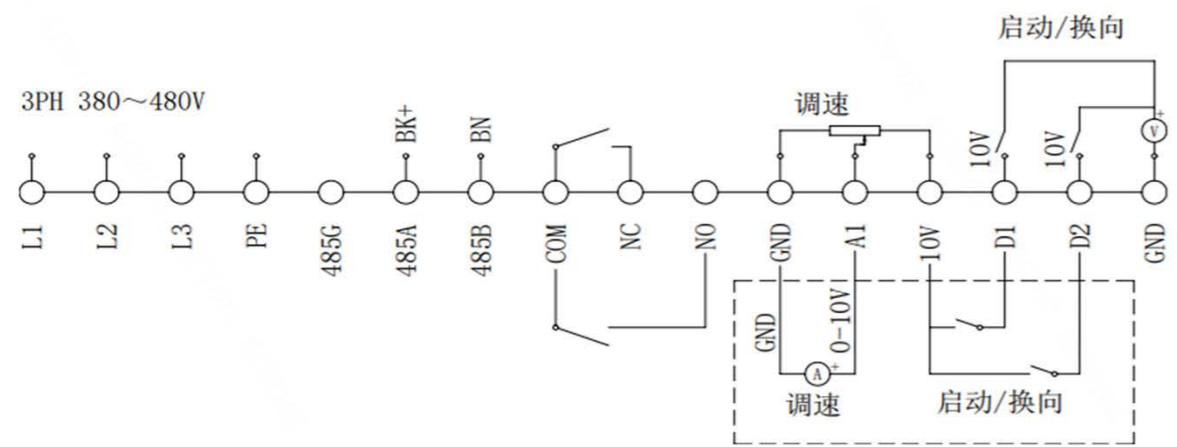 启动/换向
3PH 380～480V
调速
BK+
BN
10V
10V
+
V
L1
L2
L3
PE
485G
485A
485B
COM
NC
NO
GND
A1
10V
D1
D2
GND
GND
0-10V
A
+
调速
启动/换向